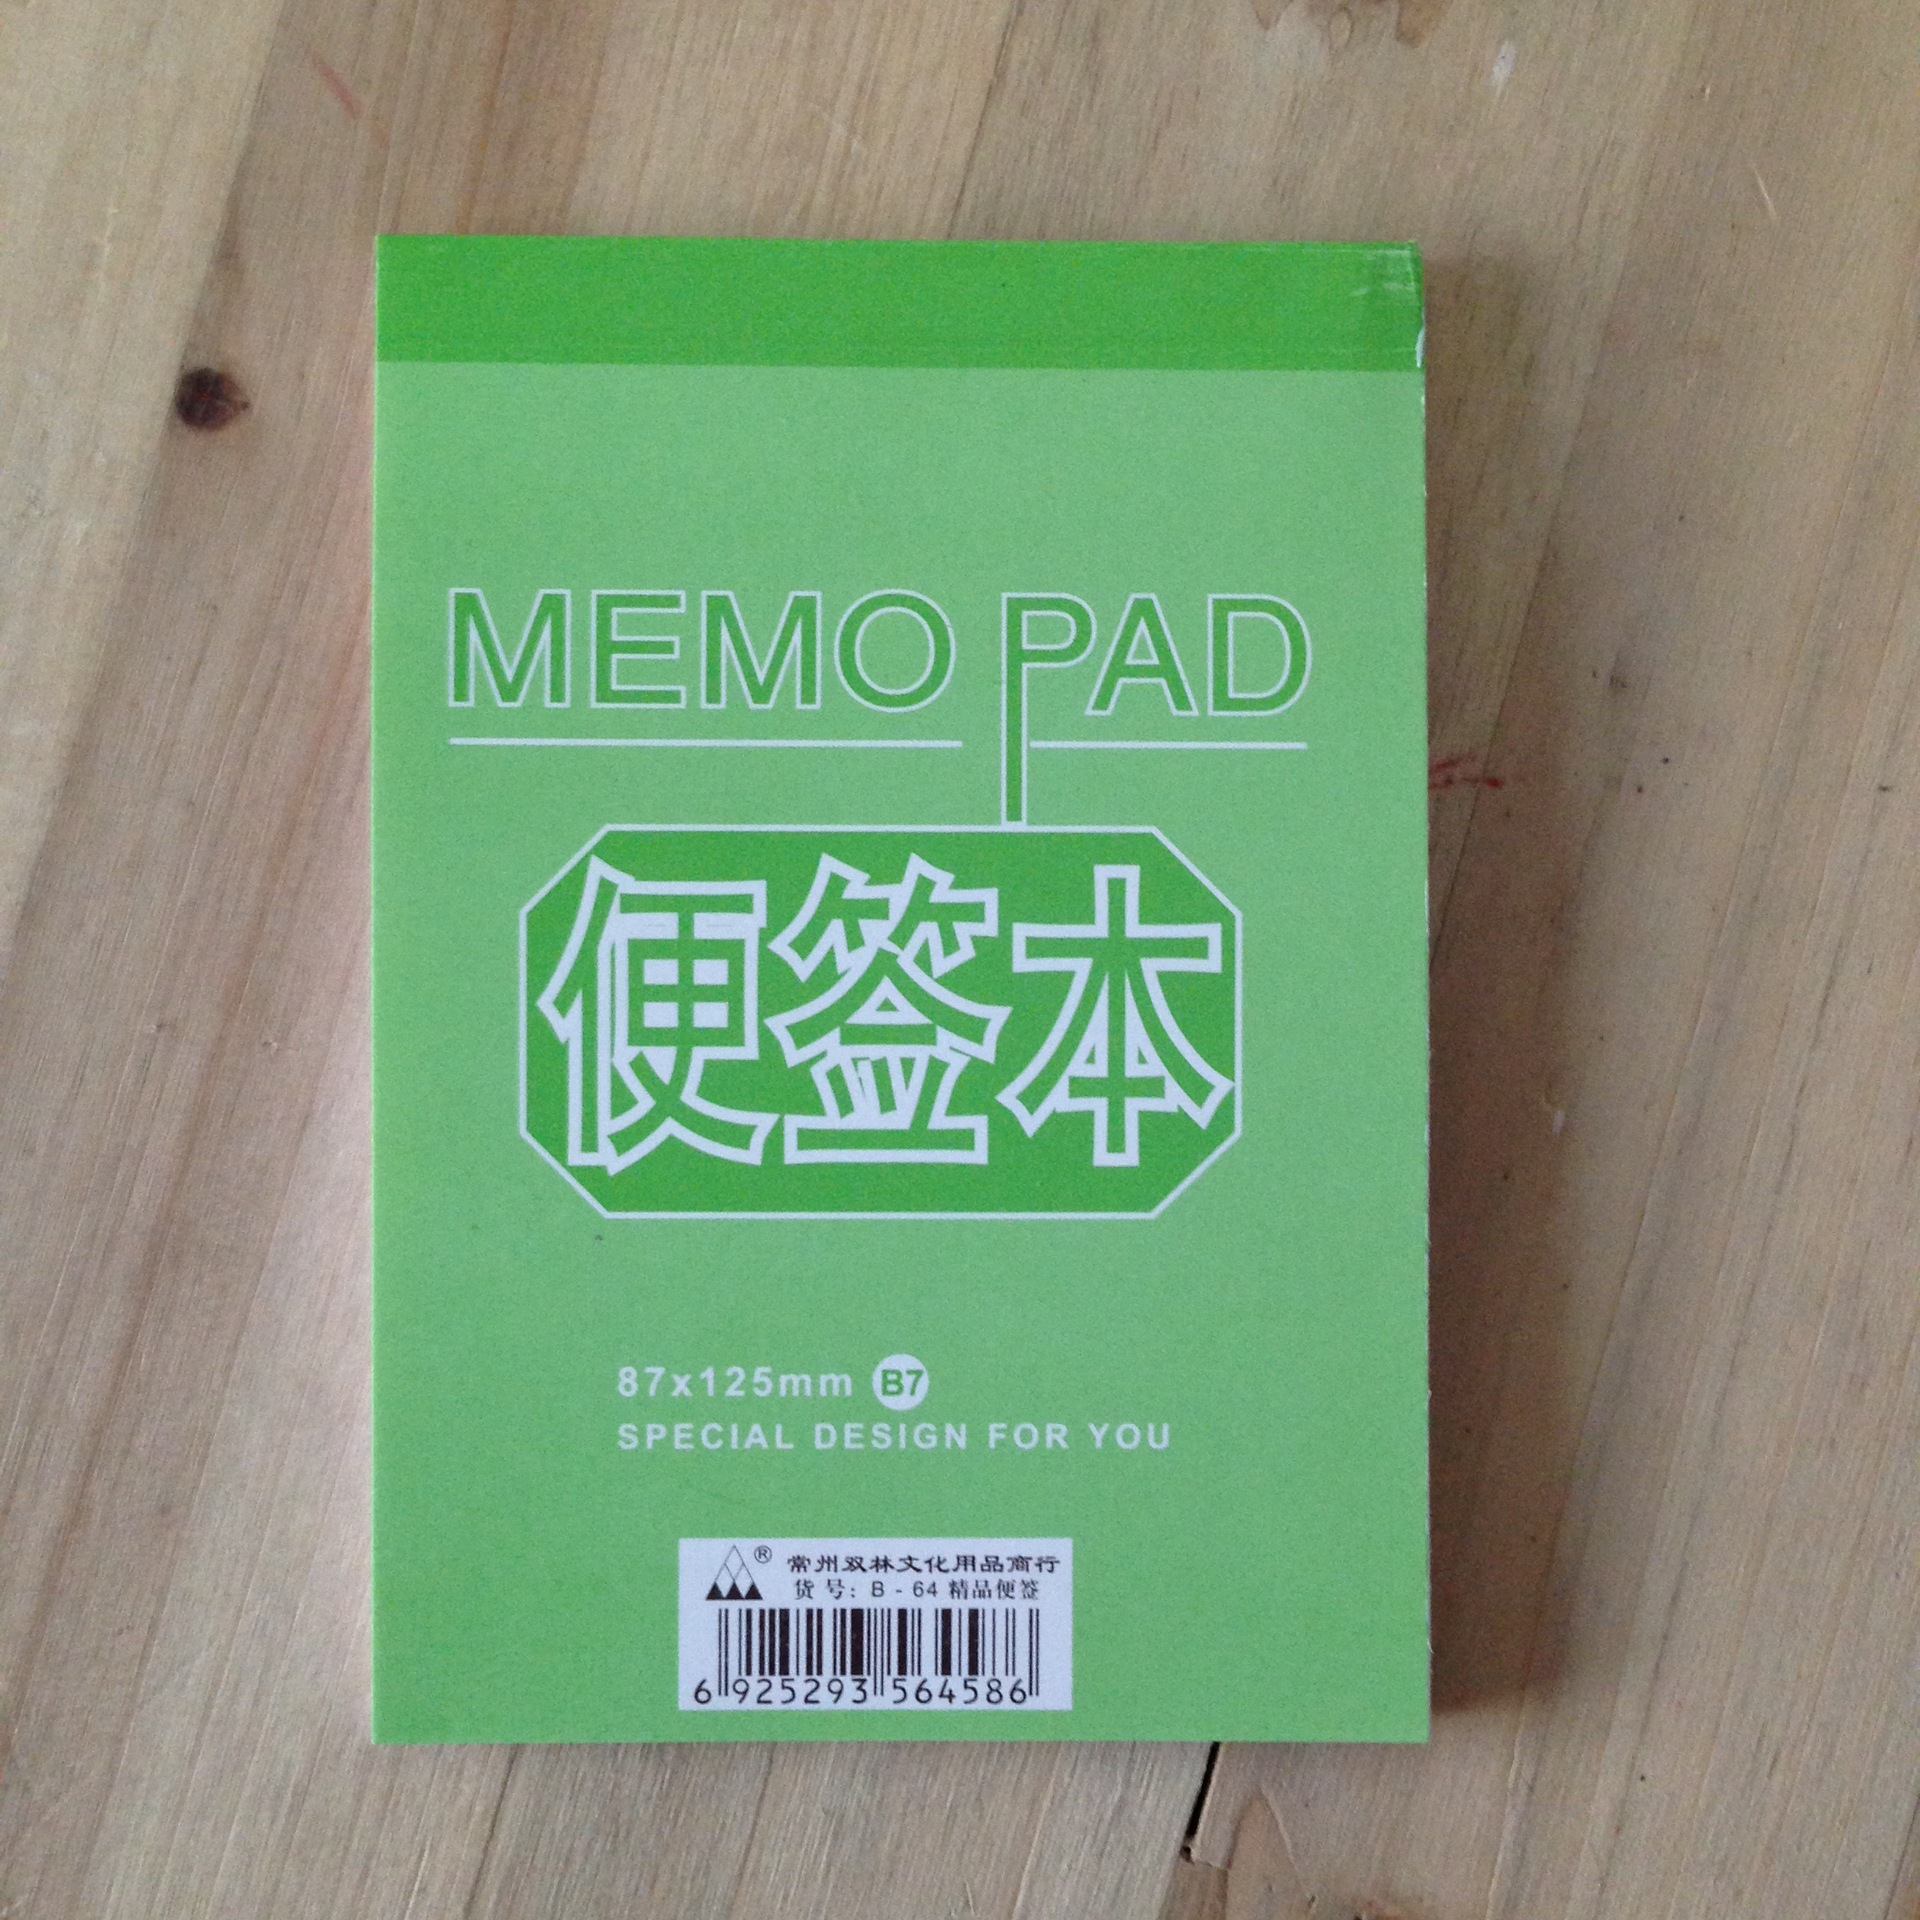 MEMO PAD
便签本
87x125mm B7
SPECIAL DESIGN FOR YOU
® 常州双林文化用品商行
货号: B - 64 精品便签
6 925293 564586